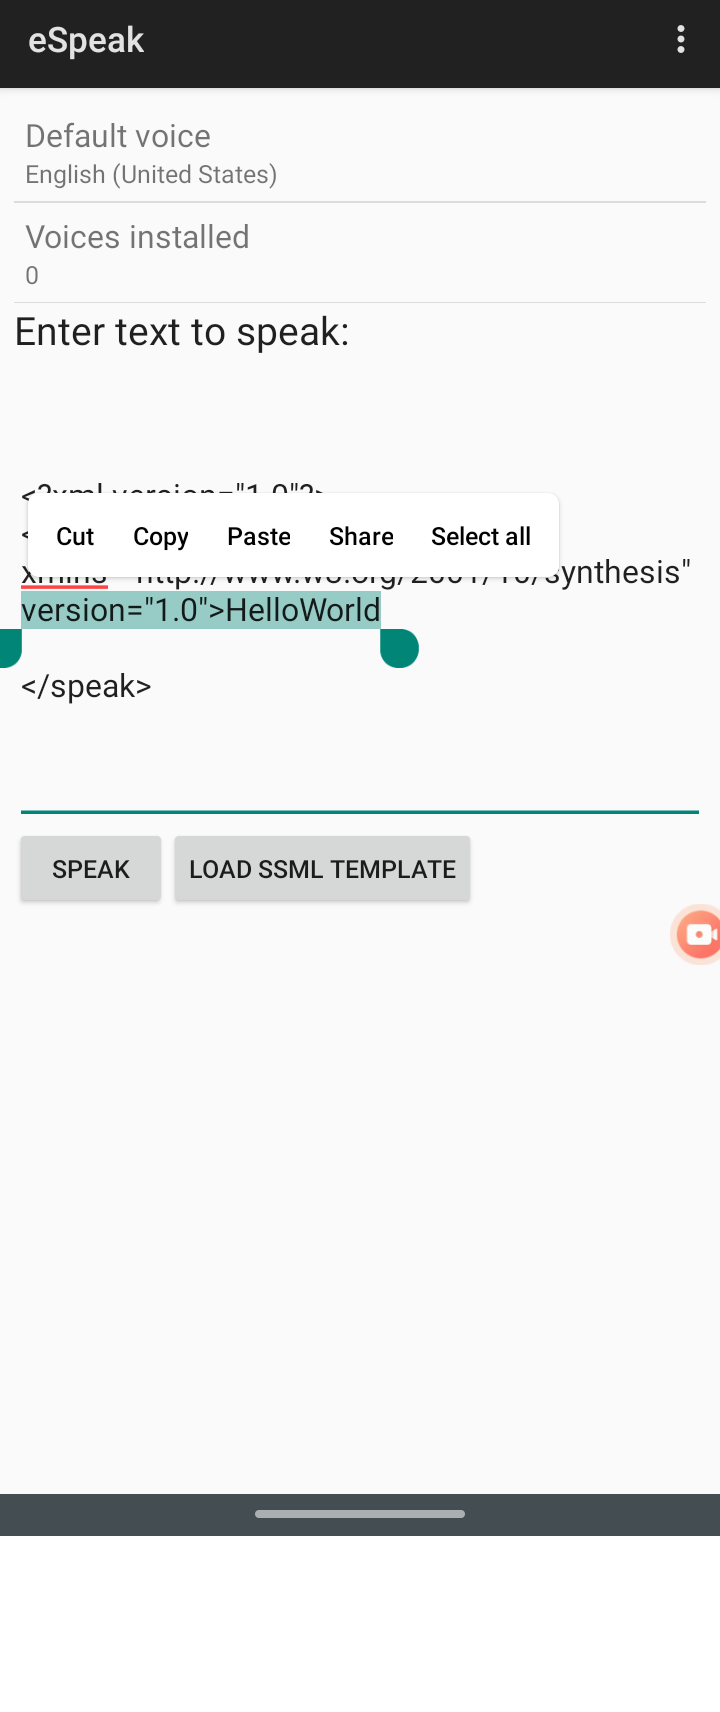 eSpeak
Default voice
English (United States)
Voices installed
0
Enter text to speak:
<?xml version="1.0"?>
Cut Copy Paste Share Select all
<
xmlns="http://www.w3.org/2001/10/synthesis"
version="1.0">HelloWorld
</speak>
SPEAK LOAD SSML TEMPLATE